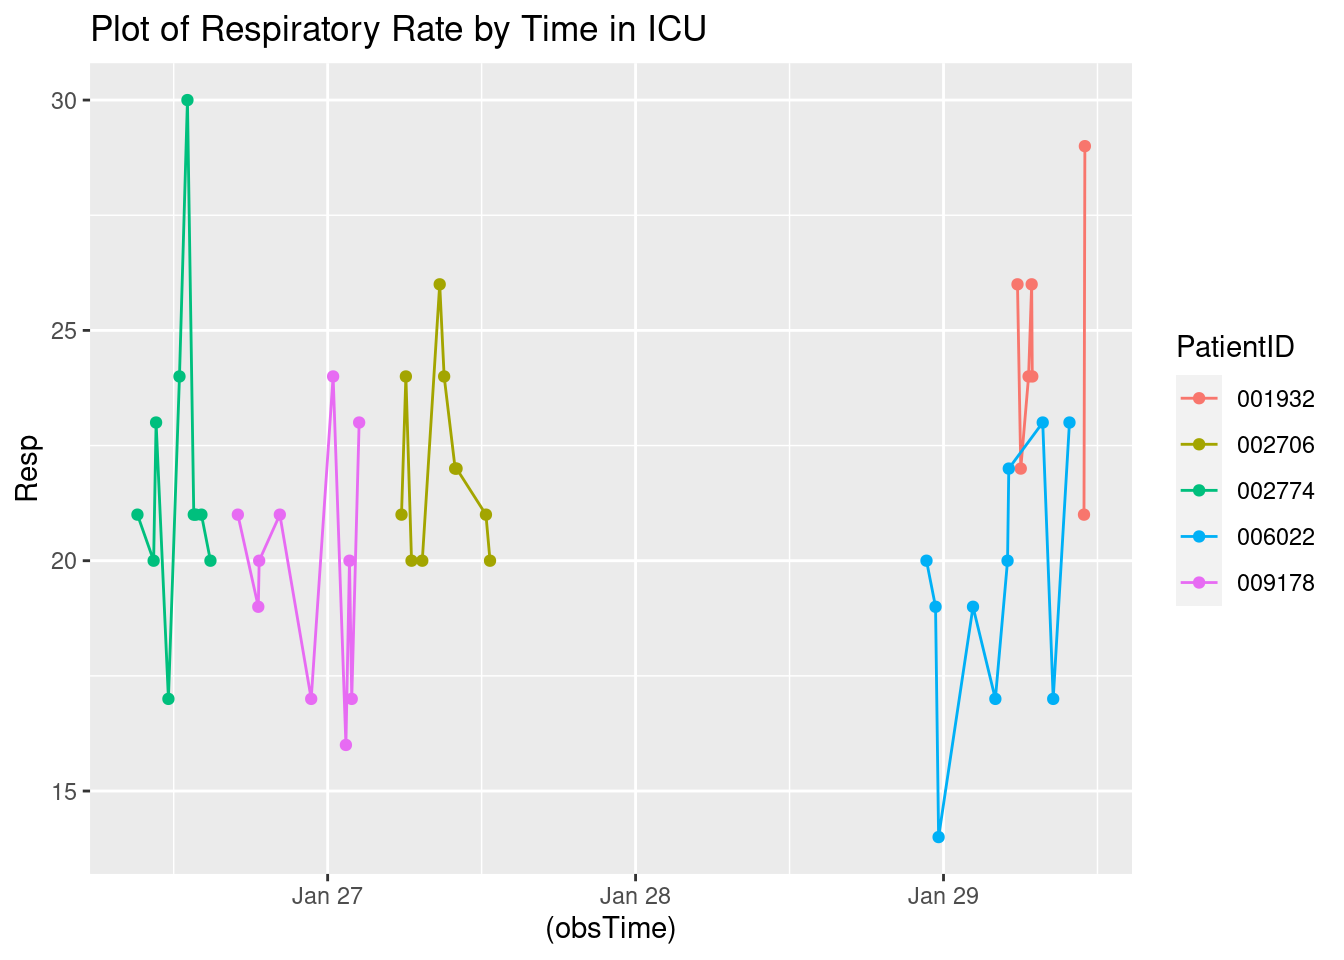 Plot of Respiratory Rate by Time in ICU
30
25
20
15
Resp
Jan 27
Jan 28
Jan 29
(obsTime)
PatientID
001932
002706
002774
006022
009178